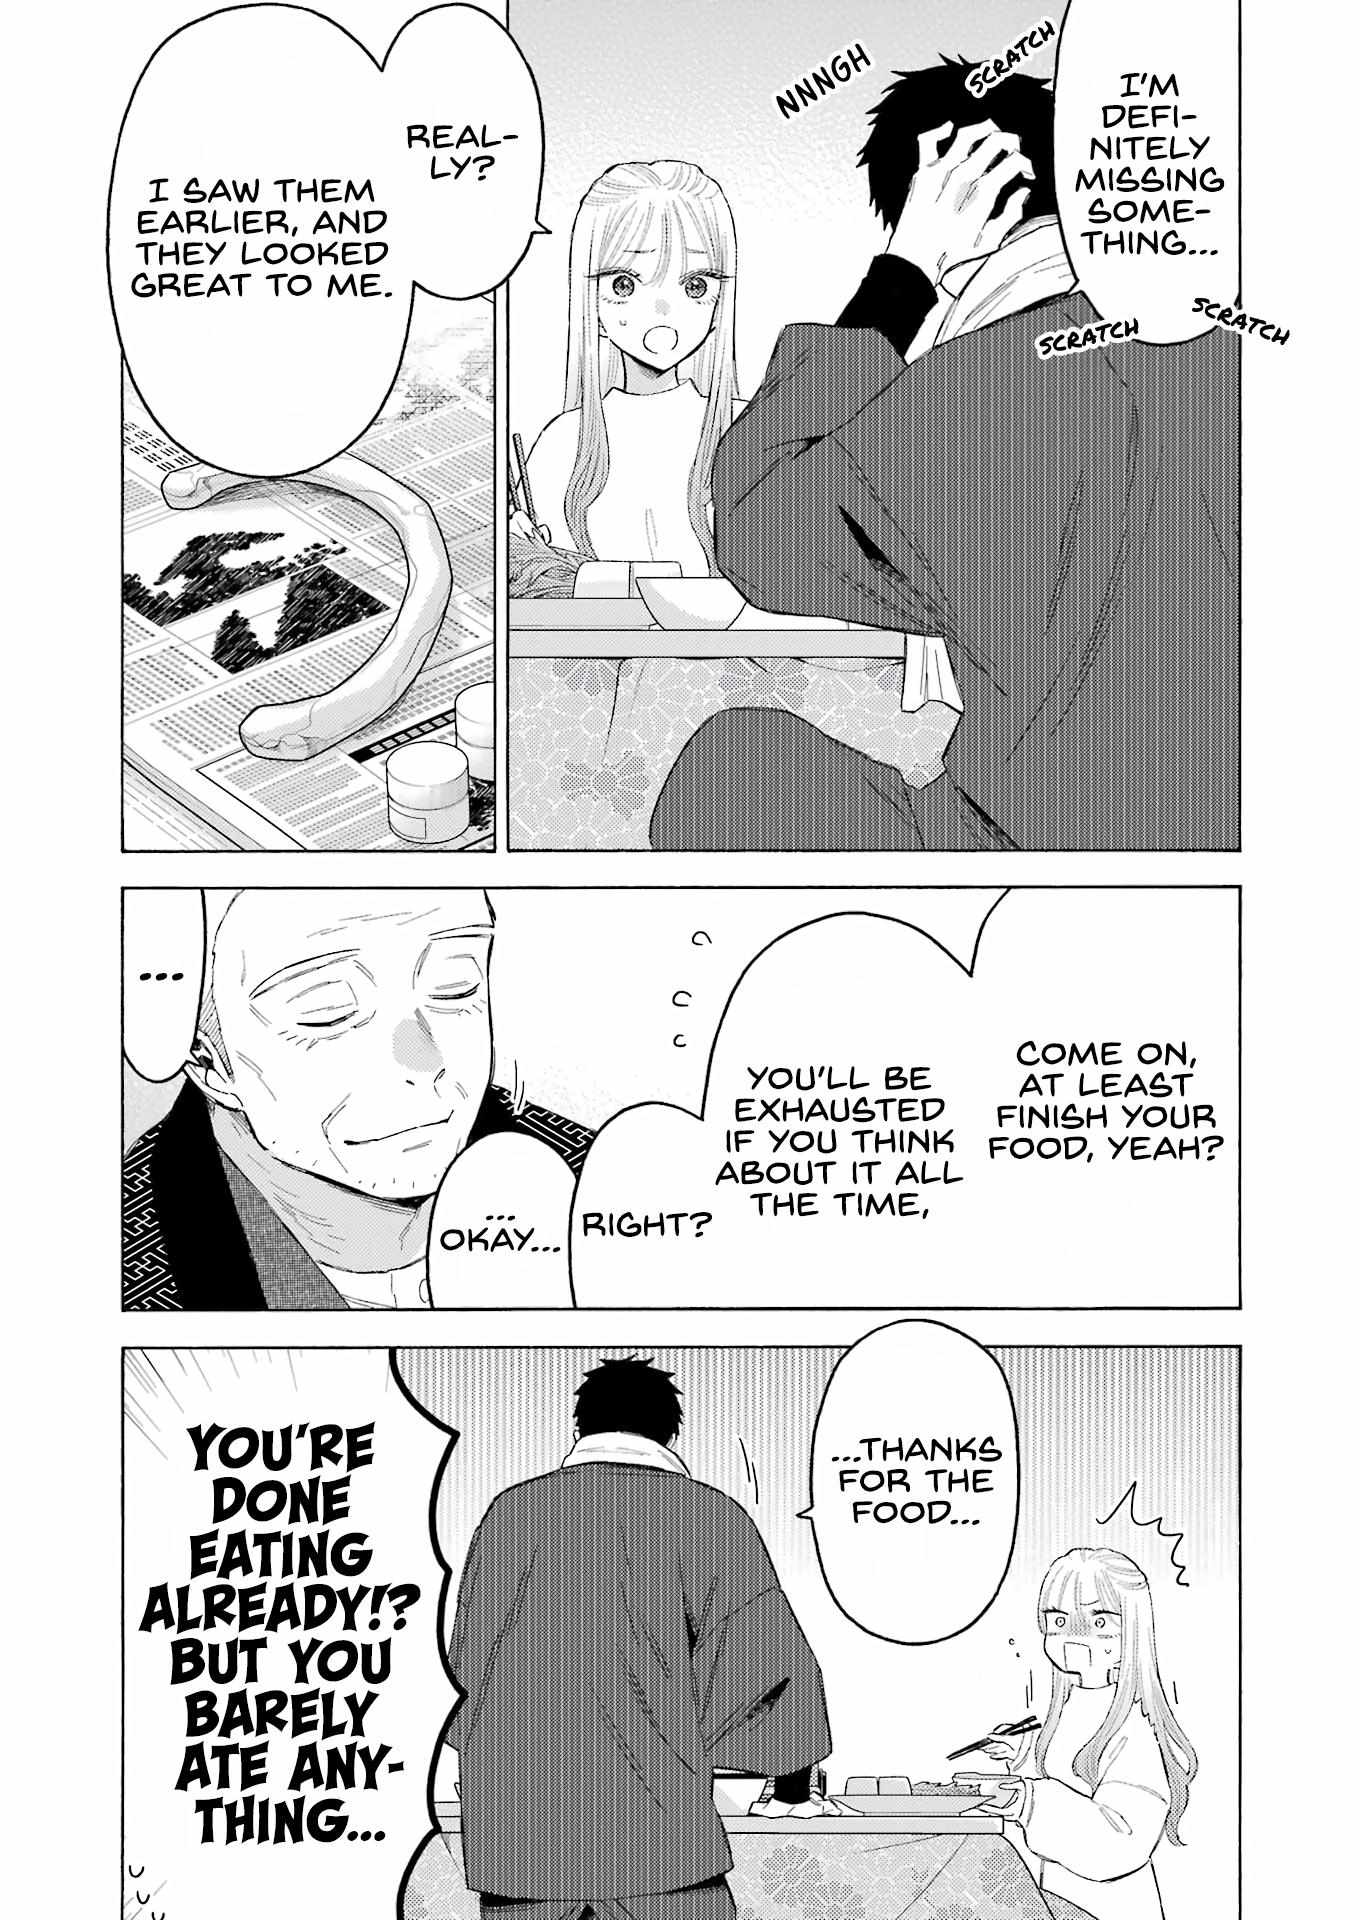 I'M
DEFI-
NITELY
MISSING
SOME-
THING...
SCRATCH
NNNGH
SCRATCH
SCRATCH
REAL-
LY?
I SAW THEM
EARLIER, AND
THEY LOOKED
GREAT TO ME.
COME ON,
AT LEAST
FINISH YOUR
FOOD, YEAH?
YOU'LL BE
EXHAUSTED
IF YOU THINK
ABOUT IT ALL
THE TIME,
RIGHT?
...
OKAY...
...
...THANKS
FOR THE
FOOD...
YOU'RE
DONE
EATING
ALREADY!?
BUT YOU
BARELY
ATE ANY-
THING...